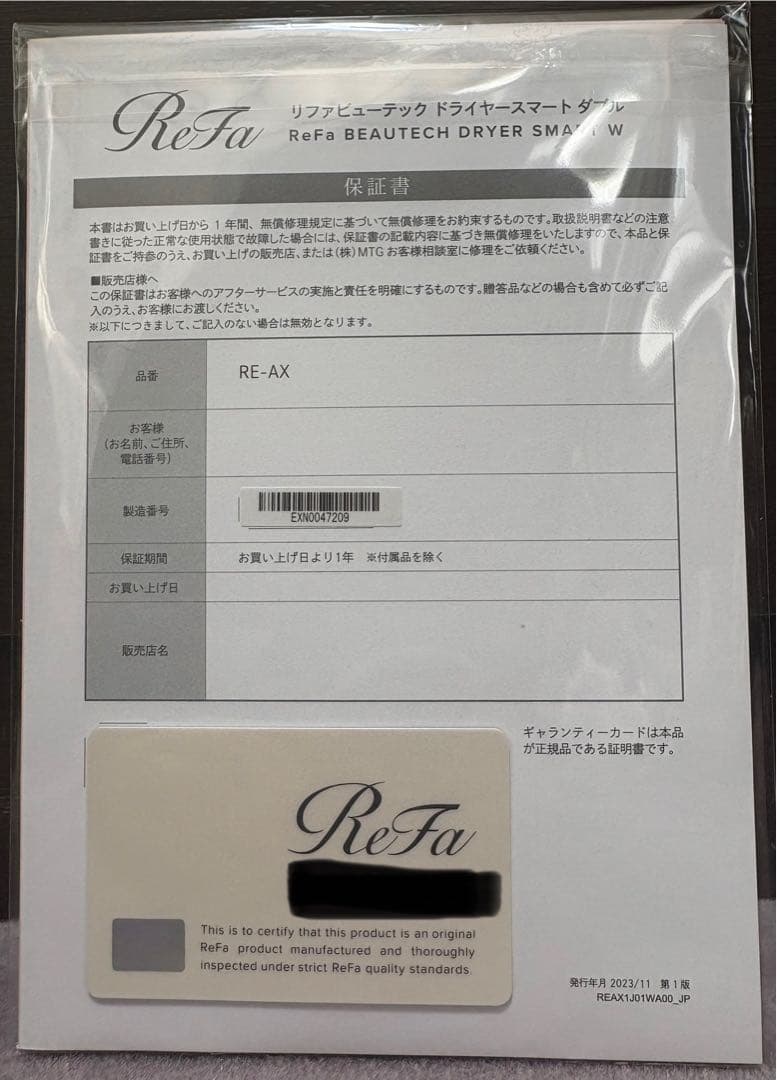 ReFa
リファビューテック ドライヤースマート ダブル
ReFa BEAUTECH DRYER SMART W
保証書
本書はお買い上げ日から 1 年間、無償修理規定に基づいて無償修理をお約束するものです。取扱説明書などの注意
書きに従った正常な使用状態で故障した場合には、保証書の記載内容に基づき無償修理をいたしますので、本品と保
証書をご持参のうえ、お買い上げの販売店、または(株)MTG お客様相談室に修理をご依頼ください。
■販売店様へ
この保証書はお客様へのアフターサービスの実施と責任を明確にするものです。贈答品などの場合も含めて必ずご記
入のうえ、お客様にお渡しください。
※以下につきまして、ご記入のない場合は無効となります。
品番
RE-AX
お客様
(お名前、ご住所、
電話番号)
製造番号
EXN0047209
保証期間
お買い上げ日より1年 ※付属品を除く
お買い上げ日
販売店名
ギャランティーカードは本品
が正規品である証明書です。
ReFa
This is to certify that this product is an original
ReFa product manufactured and thoroughly
inspected under strict ReFa quality standards.
発行年月 2023/11 第1版
REAX1J01WA00_JP